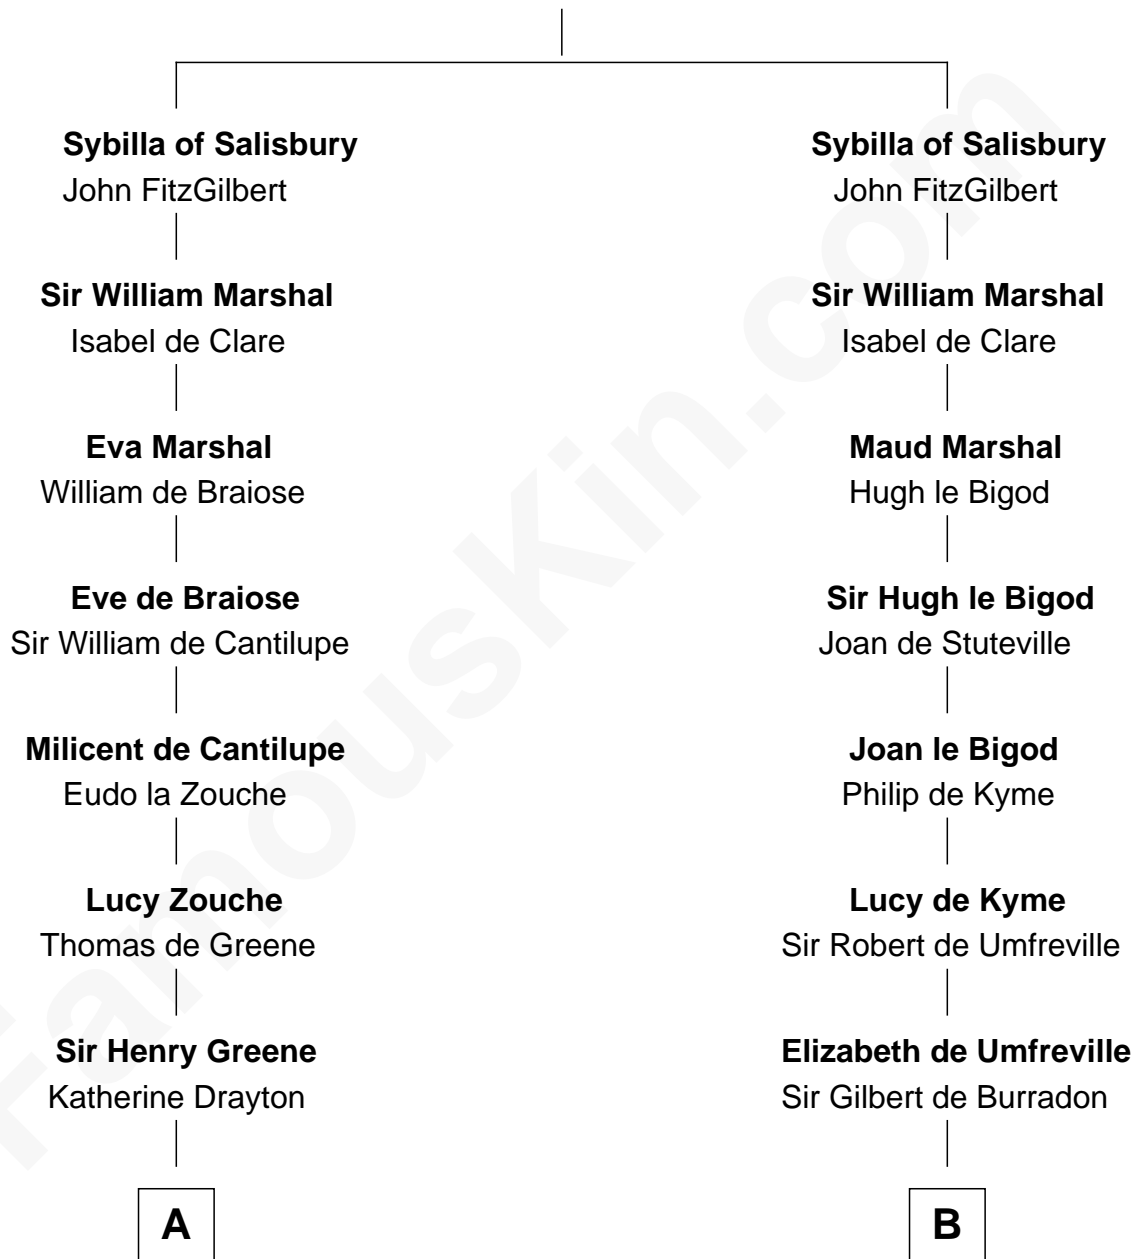 Sybilla of Salisbury
John FitzGilbert
Sir William Marshal
Isabel de Clare
Eva Marshal
William de Braiose
Eve de Braiose
Sir William de Cantilupe
Milicent de Cantilupe
Eudo la Zouche
Lucy Zouche
Thomas de Greene
Sir Henry Greene
Katherine Drayton
A
Sybilla of Salisbury
John FitzGilbert
Sir William Marshal
Isabel de Clare
Maud Marshal
Hugh le Bigod
Sir Hugh le Bigod
Joan de Stuteville
Joan le Bigod
Philip de Kyme
Lucy de Kyme
Sir Robert de Umfreville
Elizabeth de Umfreville
Sir Gilbert de Burradon
B
FamousKin.com